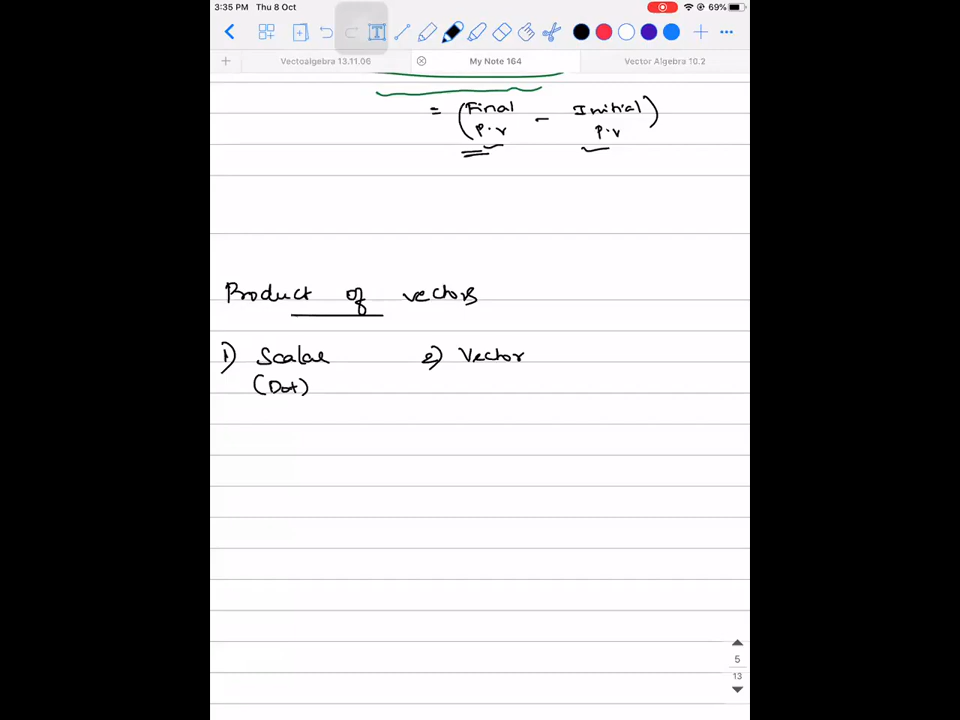 3:35 PM Thu 8 Oct 69%
T
Vectoalgebra 13.11.06 My Note 164 Vector Algebra 10.2
= (Final - Initial)
P.v P.v
Product of vectors
1) Scalar 2) Vector
(Dot)
5
13